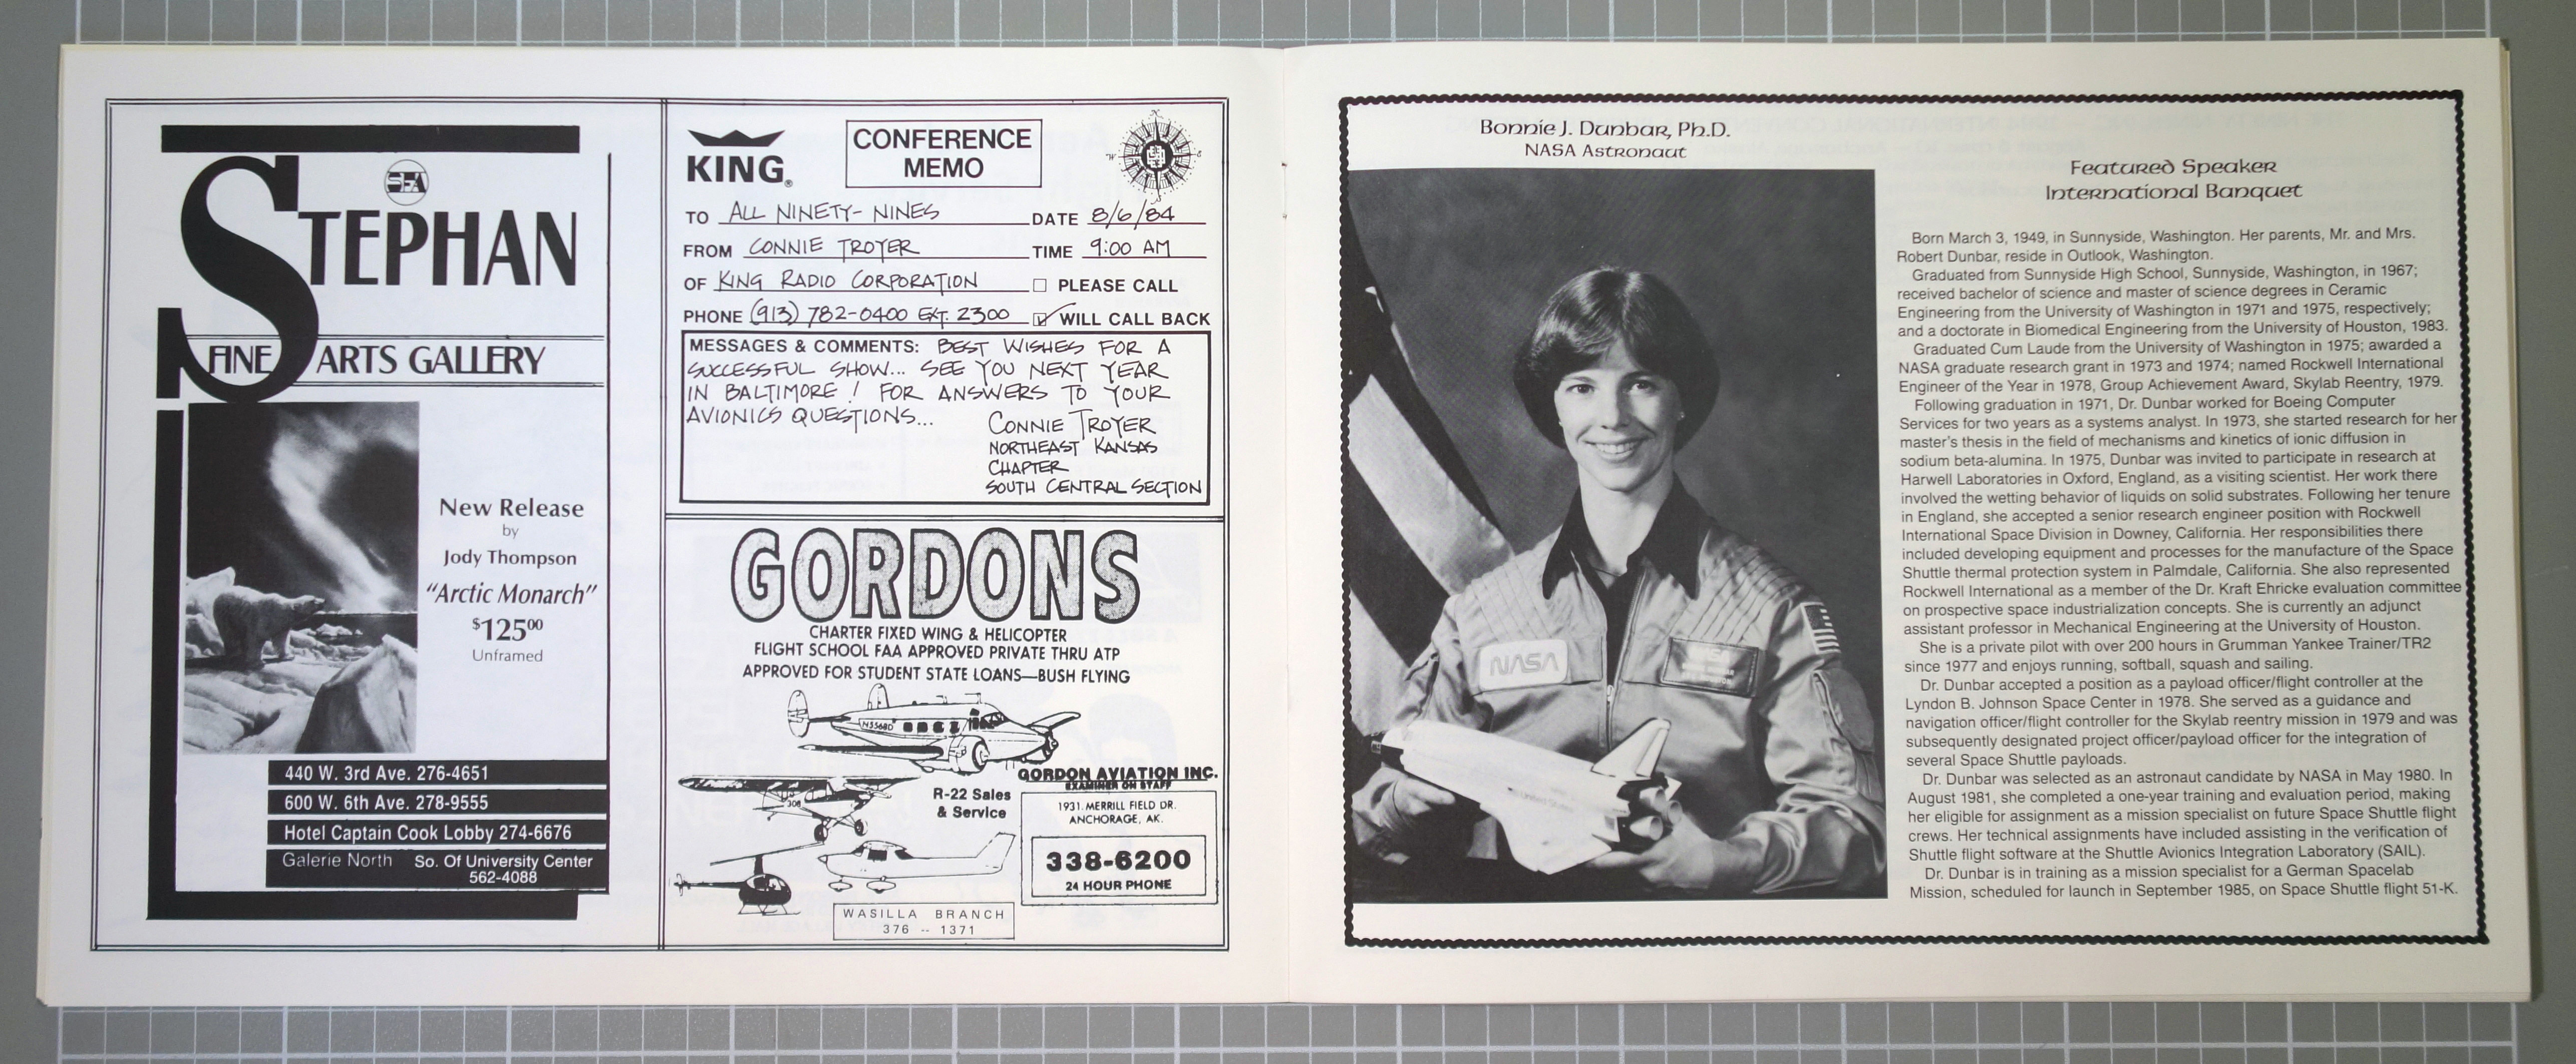 SFA
STEPHAN
FINE ARTS GALLERY
New Release
by
Jody Thompson
"Arctic Monarch"
$125 00
Unframed
440 W. 3rd Ave. 276-4651
600 W. 6th Ave. 278-9555
Hotel Captain Cook Lobby 274-6676
Galerie North So. Of University Center
562-4088
KING®
CONFERENCE
MEMO
TO ALL NINETY-NINES DATE 8/6/84
FROM CONNIE TROYER TIME 9:00 AM
OF KING RADIO CORPORATION PLEASE CALL
PHONE (913) 782-0400 EXT. 2300 WILL CALL BACK
MESSAGES & COMMENTS: BEST WISHES FOR A
SUCCESSFUL SHOW... SEE YOU NEXT YEAR
IN BALTIMORE! FOR ANSWERS TO YOUR
AVIONICS QUESTIONS...
CONNIE TROYER
NORTHEAST KANSAS
CHAPTER
SOUTH CENTRAL SECTION
GORDONS
CHARTER FIXED WING & HELICOPTER
FLIGHT SCHOOL FAA APPROVED PRIVATE THRU ATP
APPROVED FOR STUDENT STATE LOANS—BUSH FLYING
N3568D
GORDON AVIATION INC.
EXAMINER ON STAFF
R-22 Sales
& Service
1931 MERRILL FIELD DR.
ANCHORAGE, AK.
338-6200
24 HOUR PHONE
WASILLA BRANCH
376 -- 1371
Bonnie J. Dunbar, Ph.D.
NASA Astronaut
NASA
Featured Speaker
International Banquet
Born March 3, 1949, in Sunnyside, Washington. Her parents, Mr. and Mrs.
Robert Dunbar, reside in Outlook, Washington.
Graduated from Sunnyside High School, Sunnyside, Washington, in 1967;
received bachelor of science and master of science degrees in Ceramic
Engineering from the University of Washington in 1971 and 1975, respectively;
and a doctorate in Biomedical Engineering from the University of Houston, 1983.
Graduated Cum Laude from the University of Washington in 1975; awarded a
NASA graduate research grant in 1973 and 1974; named Rockwell International
Engineer of the Year in 1978, Group Achievement Award, Skylab Reentry, 1979.
Following graduation in 1971, Dr. Dunbar worked for Boeing Computer
Services for two years as a systems analyst. In 1973, she started research for her
master's thesis in the field of mechanisms and kinetics of ionic diffusion in
sodium beta-alumina. In 1975, Dunbar was invited to participate in research at
Harwell Laboratories in Oxford, England, as a visiting scientist. Her work there
involved the wetting behavior of liquids on solid substrates. Following her tenure
in England, she accepted a senior research engineer position with Rockwell
International Space Division in Downey, California. Her responsibilities there
included developing equipment and processes for the manufacture of the Space
Shuttle thermal protection system in Palmdale, California. She also represented
Rockwell International as a member of the Dr. Kraft Ehricke evaluation committee
on prospective space industrialization concepts. She is currently an adjunct
assistant professor in Mechanical Engineering at the University of Houston.
She is a private pilot with over 200 hours in Grumman Yankee Trainer/TR2
since 1977 and enjoys running, softball, squash and sailing.
Dr. Dunbar accepted a position as a payload officer/flight controller at the
Lyndon B. Johnson Space Center in 1978. She served as a guidance and
navigation officer/flight controller for the Skylab reentry mission in 1979 and was
subsequently designated project officer/payload officer for the integration of
several Space Shuttle payloads.
Dr. Dunbar was selected as an astronaut candidate by NASA in May 1980. In
August 1981, she completed a one-year training and evaluation period, making
her eligible for assignment as a mission specialist on future Space Shuttle flight
crews. Her technical assignments have included assisting in the verification of
Shuttle flight software at the Shuttle Avionics Integration Laboratory (SAIL).
Dr. Dunbar is in training as a mission specialist for a German Spacelab
Mission, scheduled for launch in September 1985, on Space Shuttle flight 51-K.